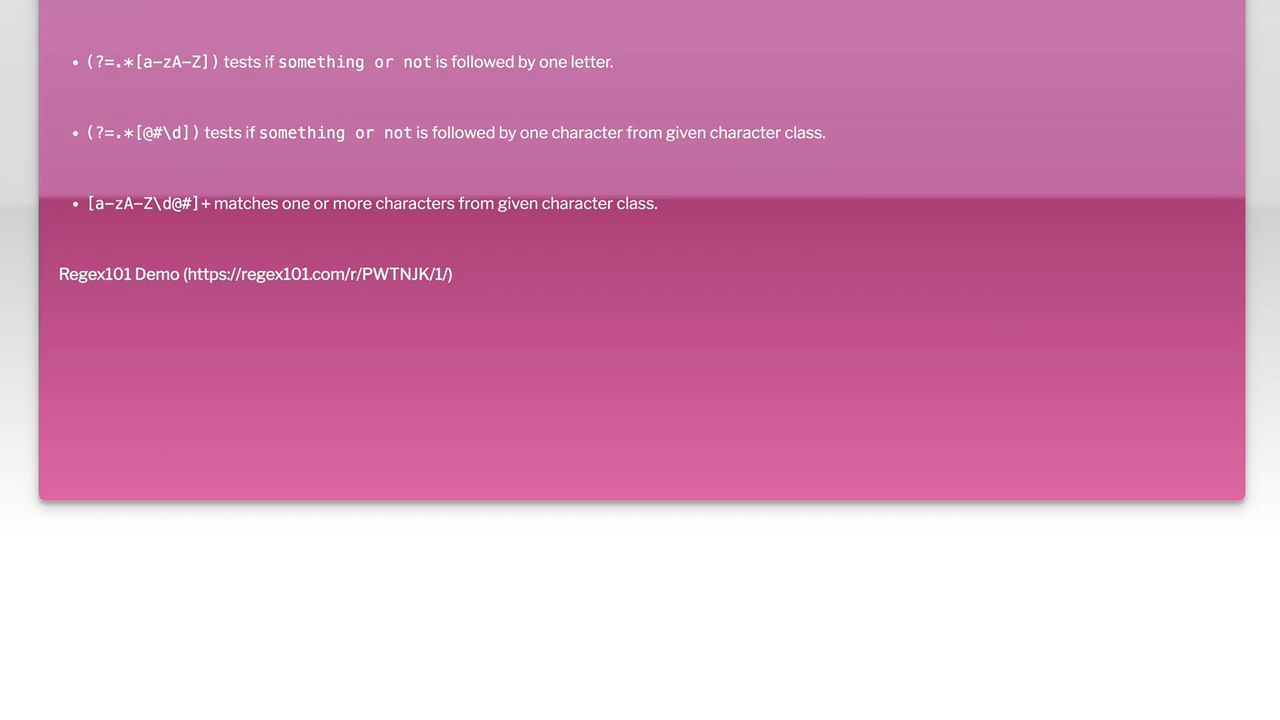 • (?=.*[a-zA-Z]) tests if something or not is followed by one letter.
• (?=.*[@#\d]) tests if something or not is followed by one character from given character class.
• [a-zA-Z\d@#]+ matches one or more characters from given character class.
Regex101 Demo (https://regex101.com/r/PWTNJK/1/)